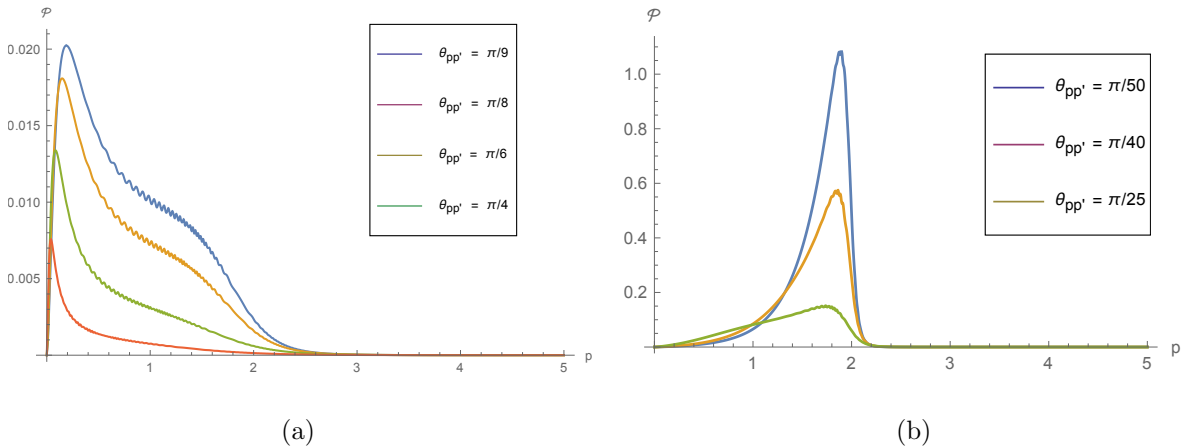 𝒫
0.020
0.015
0.010
0.005
1 2 3 4 5 p
θpp' = π/9
θpp' = π/8
θpp' = π/6
θpp' = π/4
(a)
𝒫
1.0
0.8
0.6
0.4
0.2
1 2 3 4 5 p
θpp' = π/50
θpp' = π/40
θpp' = π/25
(b)